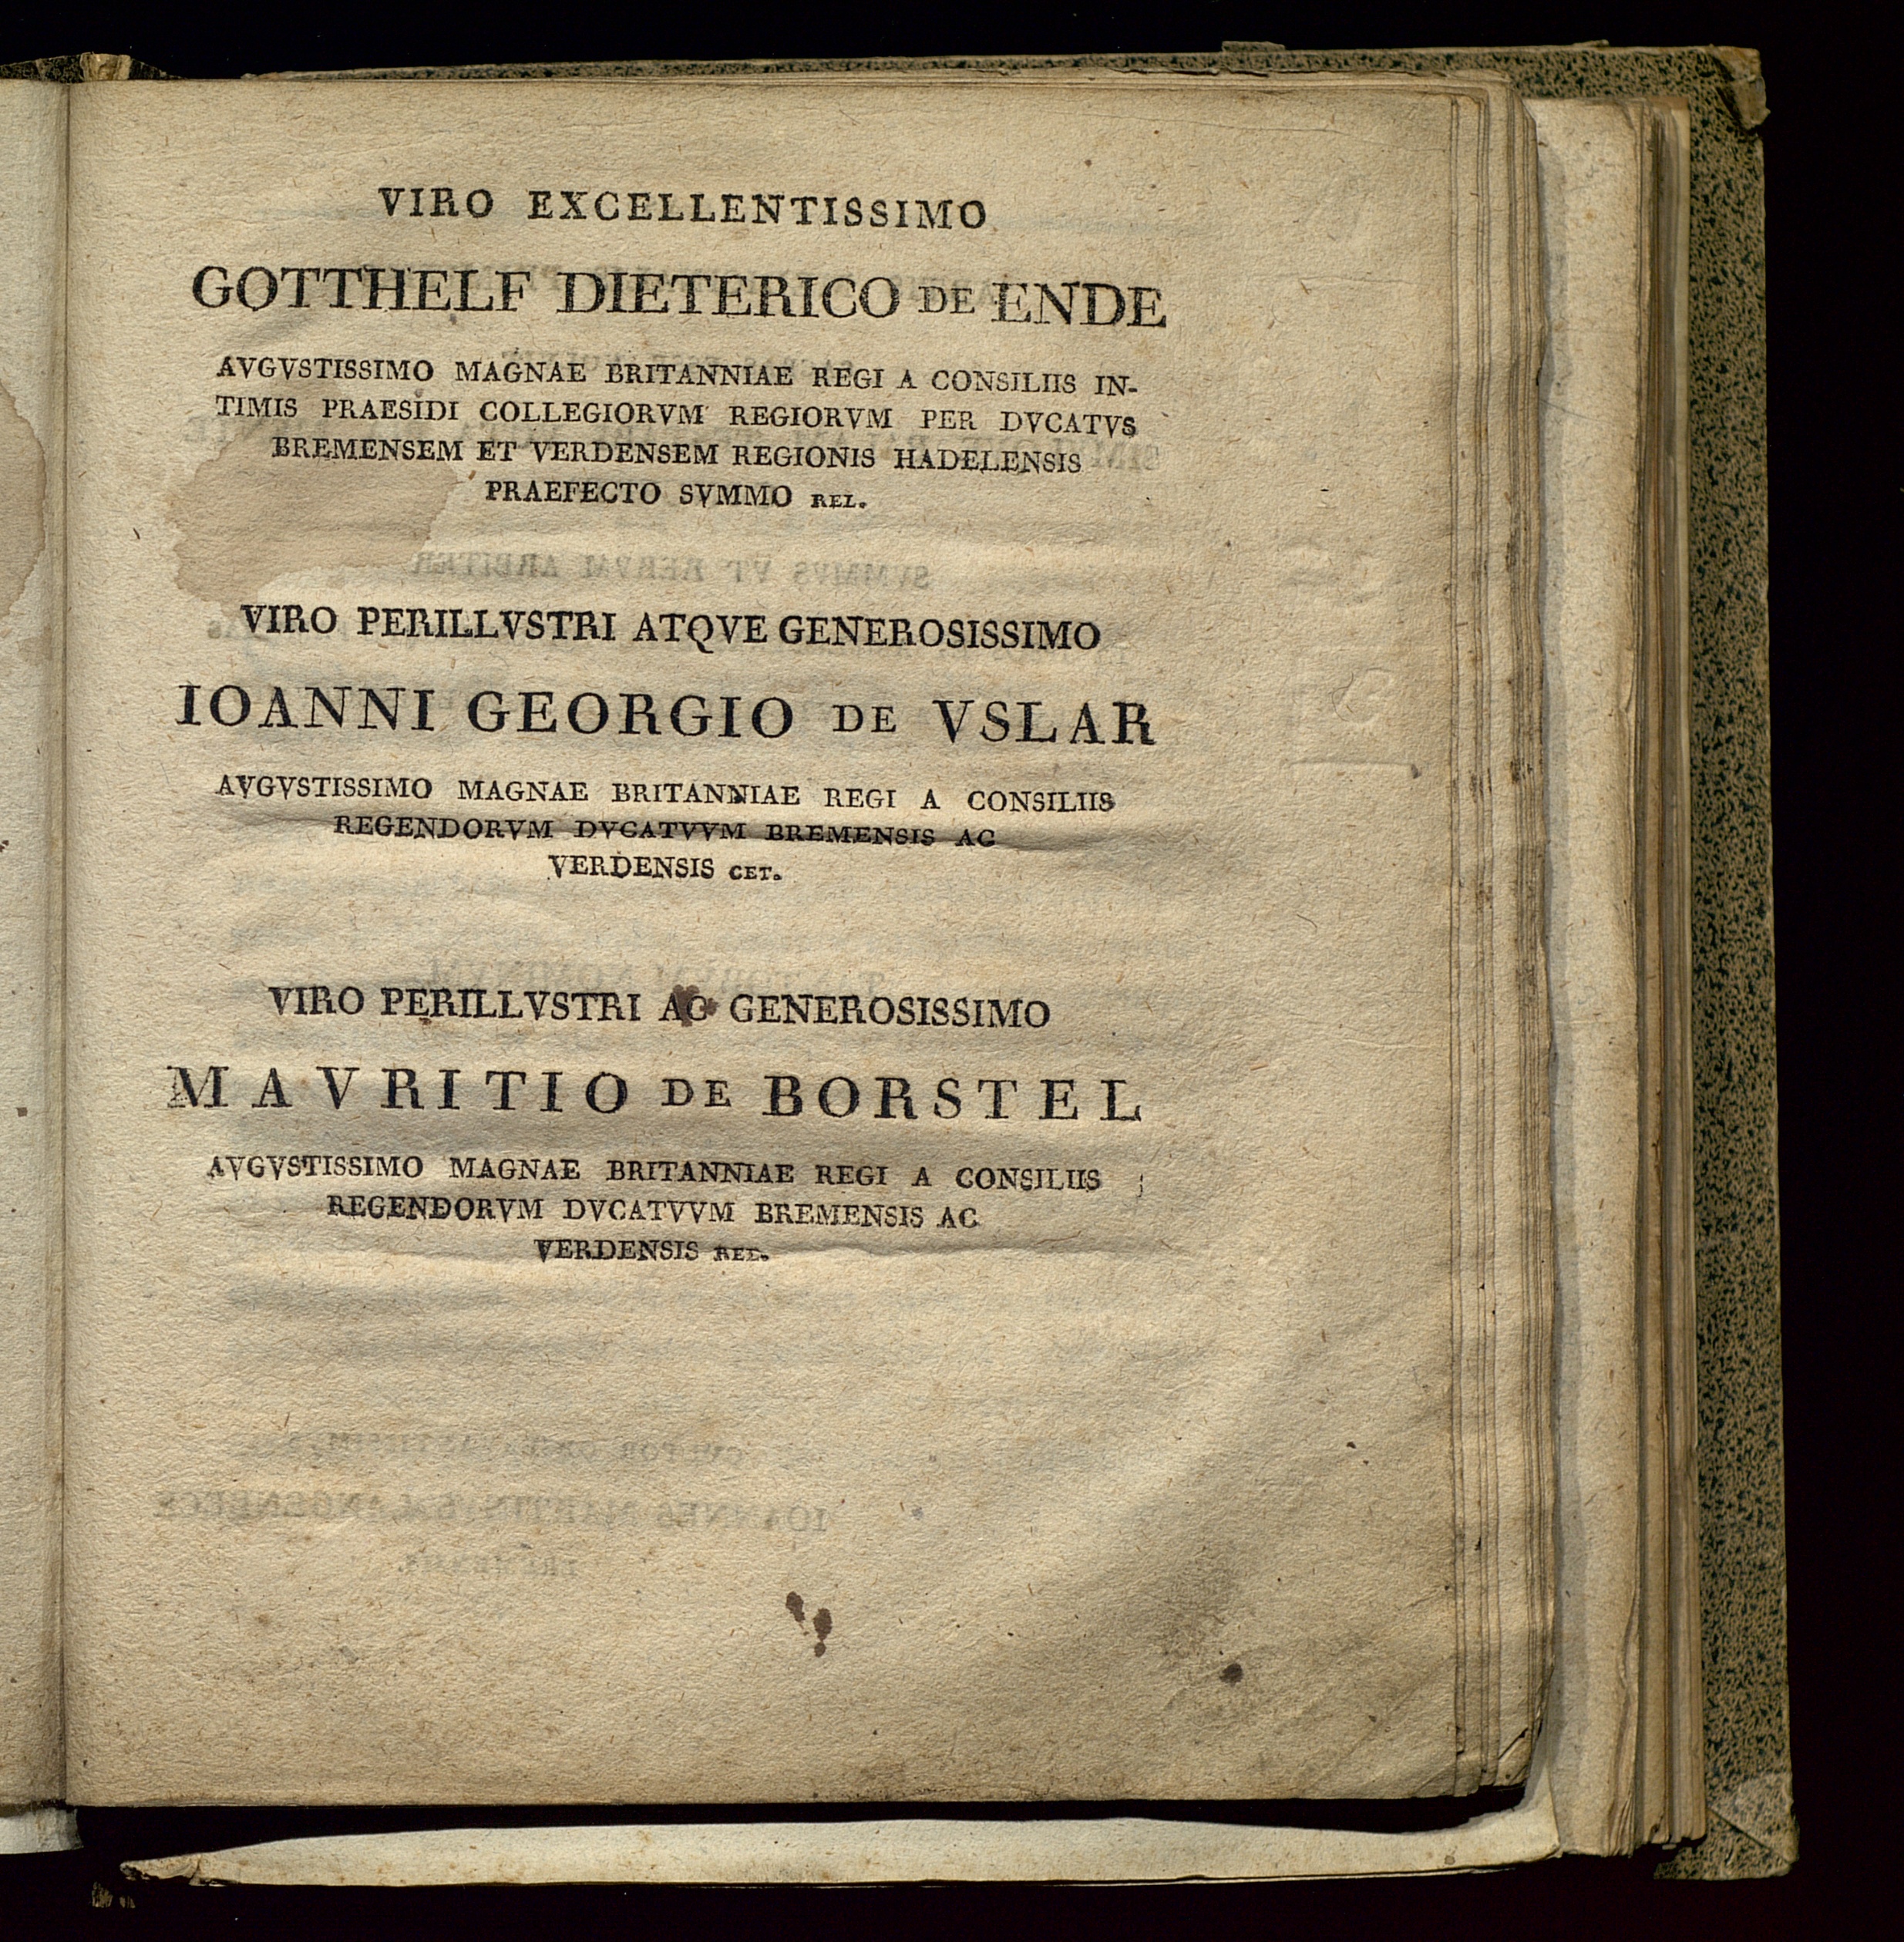 VIRO EXCELLENTISSIMO
GOTTHELF DIETERICO DE ENDE
AVGVSTISSIMO MAGNAE BRITANNIAE REGI A CONSILIIS IN-
TIMIS PRAESIDI COLLEGIORVM REGIORVM PER DVCATVS
BREMENSEM ET VERDENSEM REGIONIS HADELENSIS
PRAEFECTO SVMMO REL.
VIRO PERILLVSTRI ATQVE GENEROSISSIMO
IOANNI GEORGIO DE VSLAR
AVGVSTISSIMO MAGNAE BRITANNIAE REGI A CONSILIIS
REGENDORVM DVCATVVM BREMENSIS AC
VERDENSIS CET.
VIRO PERILLVSTRI AC GENEROSISSIMO
MAVRITIO DE BORSTEL
AVGVSTISSIMO MAGNAE BRITANNIAE REGI A CONSILIIS
REGENDORVM DVCATVVM BREMENSIS AC
VERDENSIS REL.